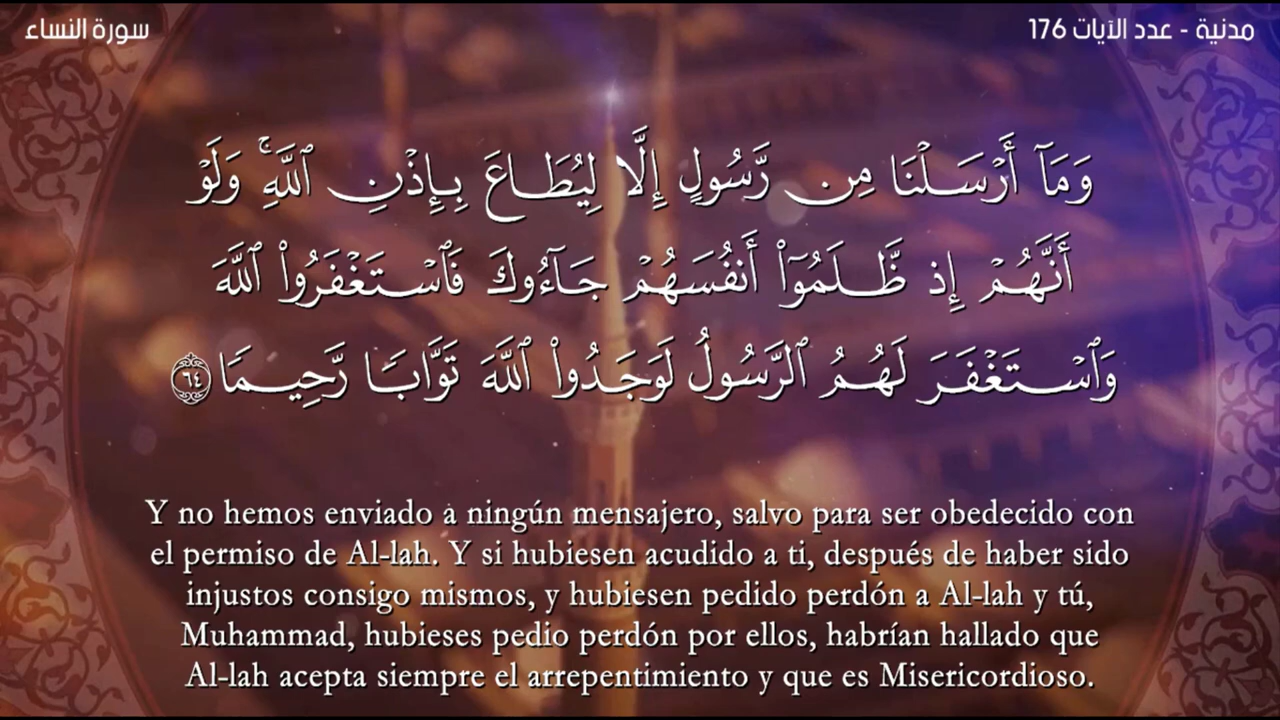 سورة النساء
مدنية - عدد الآيات 176
وَمَآ أَرْسَلْنَا مِن رَّسُولٍ إِلَّا لِيُطَاعَ بِإِذْنِ ٱللَّهِ ۚ وَلَوْ
أَنَّهُمْ إِذ ظَّلَمُوٓا۟ أَنفُسَهُمْ جَآءُوكَ فَٱسْتَغْفَرُوا۟ ٱللَّهَ
وَٱسْتَغْفَرَ لَهُمُ ٱلرَّسُولُ لَوَجَدُوا۟ ٱللَّهَ تَوَّابًا رَّحِيمًا ٦٤
Y no hemos enviado a ningún mensajero, salvo para ser obedecido con
el permiso de Al-lah. Y si hubiesen acudido a ti, después de haber sido
injustos consigo mismos, y hubiesen pedido perdón a Al-lah y tú,
Muhammad, hubieses pedio perdón por ellos, habrían hallado que
Al-lah acepta siempre el arrepentimiento y que es Misericordioso.